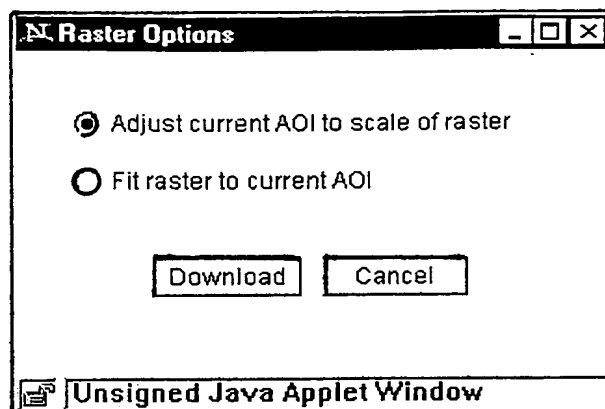 Raster Options
Adjust current AOI to scale of raster
Fit raster to current AOI
Download Cancel
Unsigned Java Applet Window